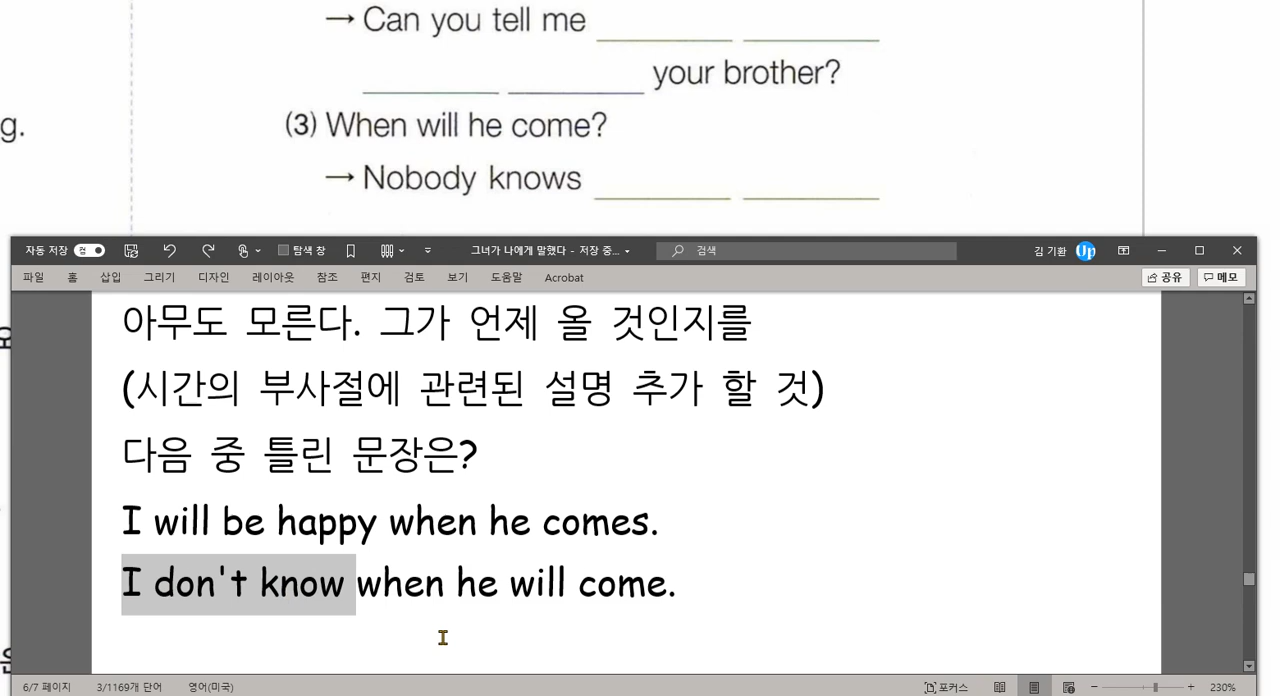 → Can you tell me
your brother?
g.
(3) When will he come?
→ Nobody knows
자동 저장
탐색 창
그녀가 나에게 말했다 - 저장 중...
검색
김 기환
파일 홈 삽입 그리기 디자인 레이아웃 참조 편지 검토 보기 도움말 Acrobat
공유 메모
아무도 모른다. 그가 언제 올 것인지를
(시간의 부사절에 관련된 설명 추가 할 것)
다음 중 틀린 문장은?
I will be happy when he comes.
I don't know when he will come.
6/7 페이지 3/1169개 단어 영어(미국) 포커스 230%